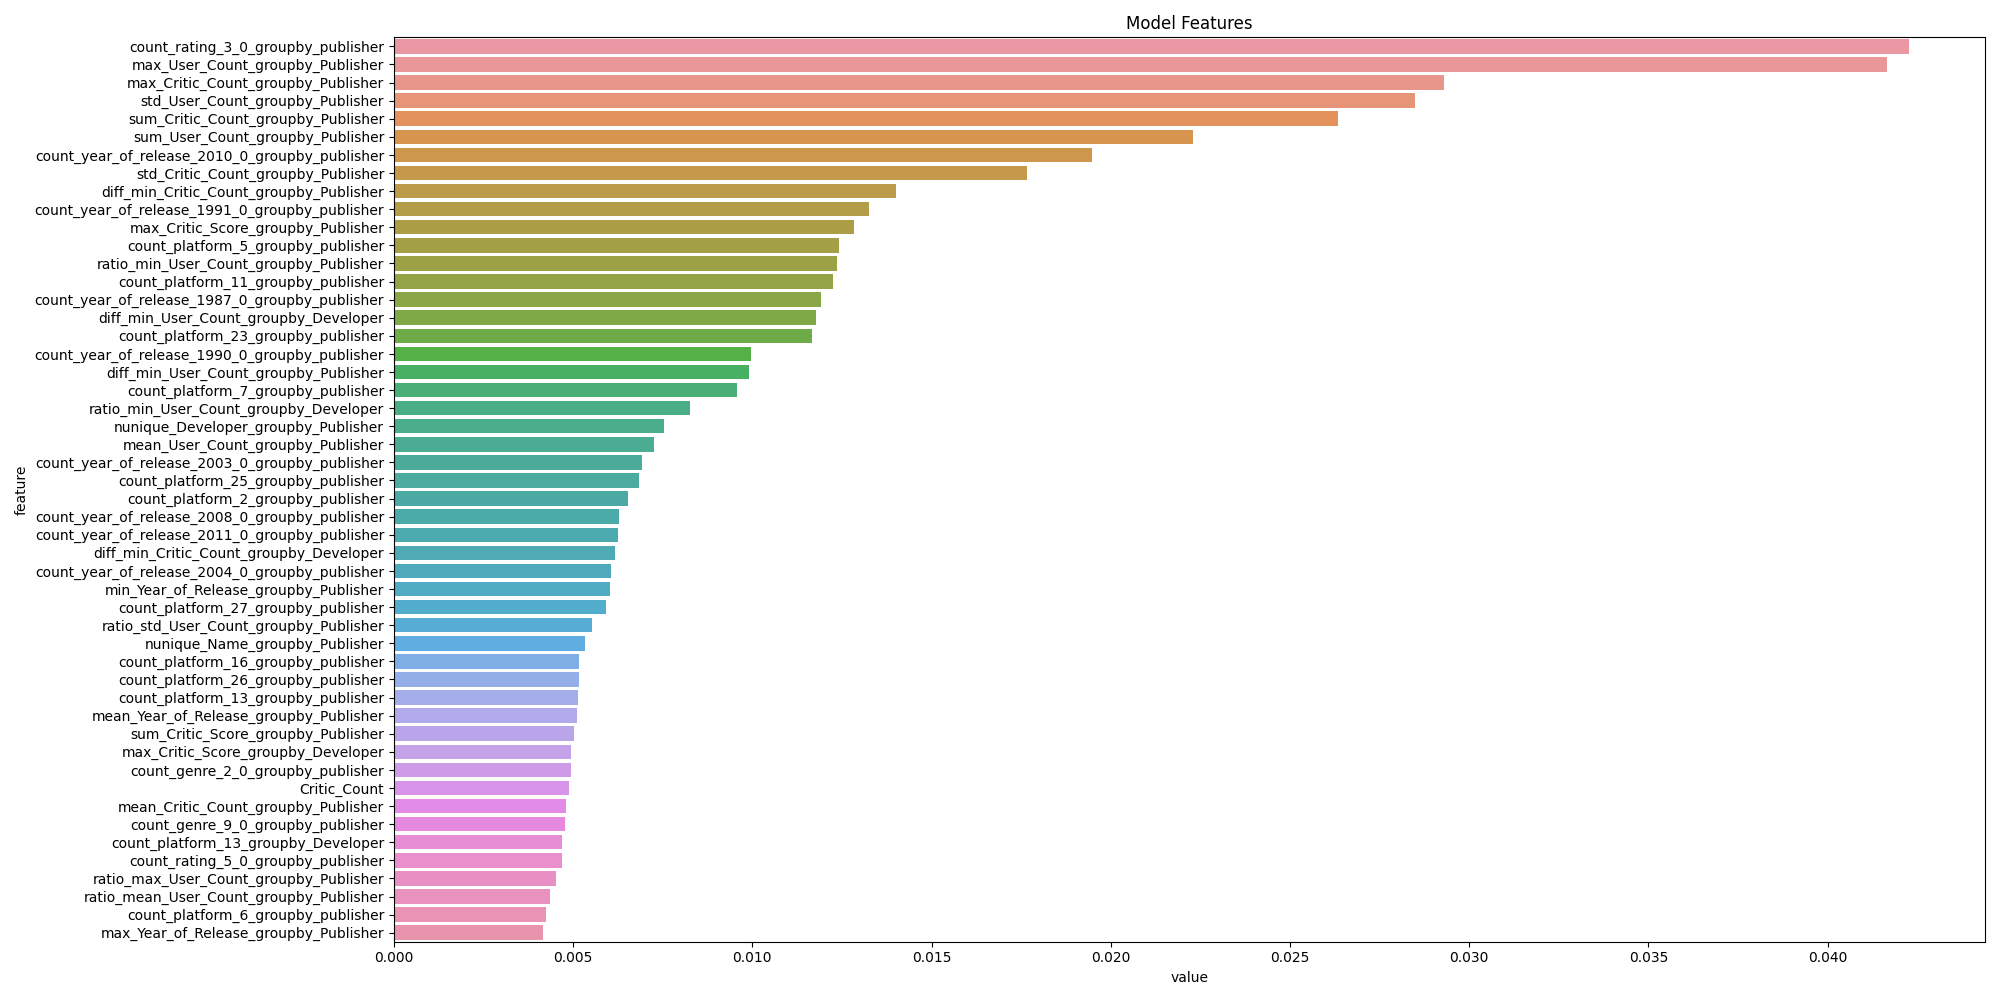 Model Features
count_rating_3_0_groupby_publisher
max_User_Count_groupby_Publisher
max_Critic_Count_groupby_Publisher
std_User_Count_groupby_Publisher
sum_Critic_Count_groupby_Publisher
sum_User_Count_groupby_Publisher
count_year_of_release_2010_0_groupby_publisher
std_Critic_Count_groupby_Publisher
diff_min_Critic_Count_groupby_Publisher
count_year_of_release_1991_0_groupby_publisher
max_Critic_Score_groupby_Publisher
count_platform_5_groupby_publisher
ratio_min_User_Count_groupby_Publisher
count_platform_11_groupby_publisher
count_year_of_release_1987_0_groupby_publisher
diff_min_User_Count_groupby_Developer
count_platform_23_groupby_publisher
count_year_of_release_1990_0_groupby_publisher
diff_min_User_Count_groupby_Publisher
count_platform_7_groupby_publisher
ratio_min_User_Count_groupby_Developer
nunique_Developer_groupby_Publisher
mean_User_Count_groupby_Publisher
count_year_of_release_2003_0_groupby_publisher
count_platform_25_groupby_publisher
count_platform_2_groupby_publisher
count_year_of_release_2008_0_groupby_publisher
count_year_of_release_2011_0_groupby_publisher
diff_min_Critic_Count_groupby_Developer
count_year_of_release_2004_0_groupby_publisher
min_Year_of_Release_groupby_Publisher
count_platform_27_groupby_publisher
ratio_std_User_Count_groupby_Publisher
nunique_Name_groupby_Publisher
count_platform_16_groupby_publisher
count_platform_26_groupby_publisher
count_platform_13_groupby_publisher
mean_Year_of_Release_groupby_Publisher
sum_Critic_Score_groupby_Publisher
max_Critic_Score_groupby_Developer
count_genre_2_0_groupby_publisher
Critic_Count
mean_Critic_Count_groupby_Publisher
count_genre_9_0_groupby_publisher
count_platform_13_groupby_Developer
count_rating_5_0_groupby_publisher
ratio_max_User_Count_groupby_Publisher
ratio_mean_User_Count_groupby_Publisher
count_platform_6_groupby_publisher
max_Year_of_Release_groupby_Publisher
feature
0.000 0.005 0.010 0.015 0.020 0.025 0.030 0.035 0.040
value